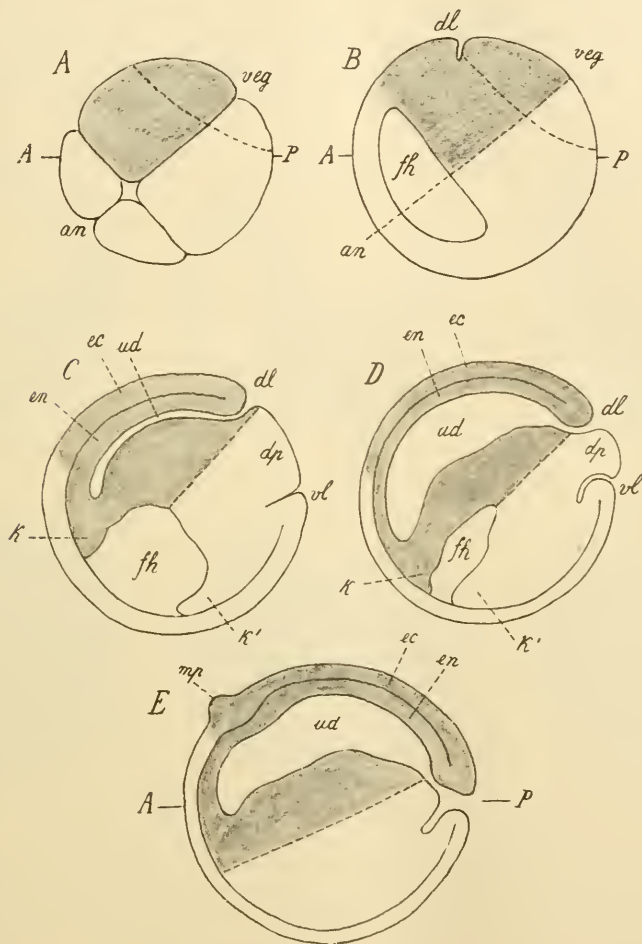 A
veg
A
P
an
dl
B
veg
A
P
fh
an
ec
ud
C
en
dl
dp
vl
K
fh
K'
ec
en
D
dl
ud
dp
vl
fh
K
K'
mp
ec
en
E
ud
A
P